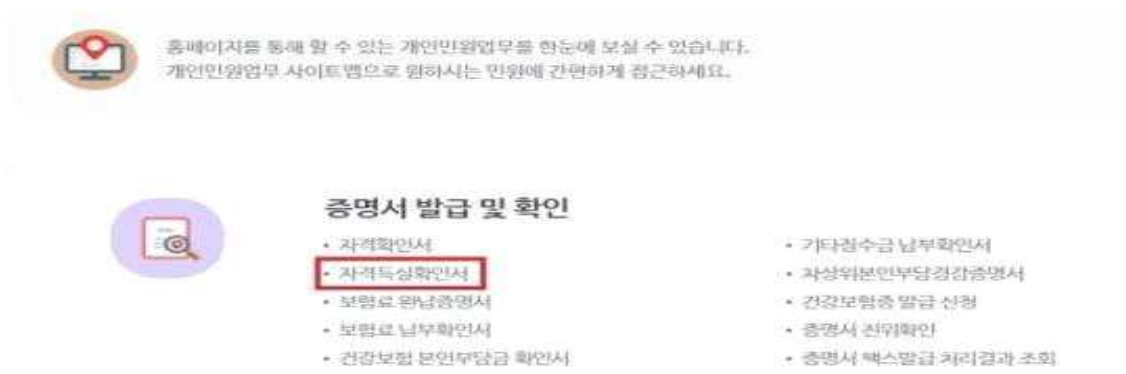 홈페이지를 통해 할 수 있는 개인민원업무를 한눈에 보실 수 있습니다.
개인민원업무 사이트맵으로 원하시는 민원에 간편하게 접근하세요.
증명서 발급 및 확인
• 자격확인서
• 자격득실확인서
• 보험료 완납증명서
• 보험료 납부확인서
• 건강보험 본인부담금 확인서
• 기타징수금 납부확인서
• 차상위본인부담경감증명서
• 건강보험증 발급 신청
• 증명서 진위확인
• 증명서 팩스발급 처리결과 조회